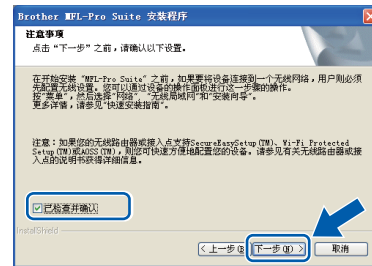 Brother MFL-Pro Suite 安装程序
注意事项
点击“下一步”之前,请确认以下设置。
在开始安装“MFL-Pro Suite”之前,如果要将设备连接到一个无线网络,用户则必须
先配置无线设置。您可以通过设备的操作面板进行这一步骤的操作。
按“菜单”,然后选择“网络”、“无线局域网”和“安装向导”。
更多详情,请参见“快速安装指南”。
注意:如果您的无线路由器或接入点支持SecureEasySetup(TM)、Wi-Fi Protected
Setup(TM)或AOSS(TM),则您可快速方便地配置您的设备。请参见有关无线路由器或接
入点的说明书获得详细信息。
已检查并确认
InstallShield
< 上一步(B) 下一步(N) > 取消